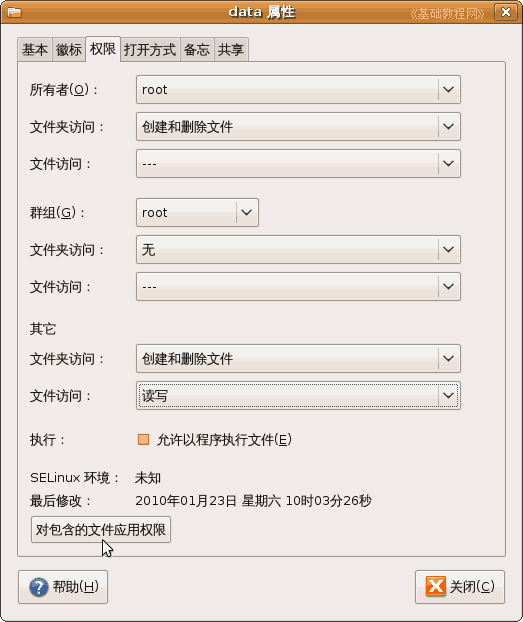 data 属性
《基础教程网》
基本 徽标 权限 打开方式 备忘 共享
所有者(O)： root
文件夹访问： 创建和删除文件
文件访问： ---
群组(G)： root
文件夹访问： 无
文件访问： ---
其它
文件夹访问： 创建和删除文件
文件访问： 读写
执行： 允许以程序执行文件(E)
SELinux 环境： 未知
最后修改： 2010年01月23日 星期六 10时03分26秒
对包含的文件应用权限
帮助(H) 关闭(C)